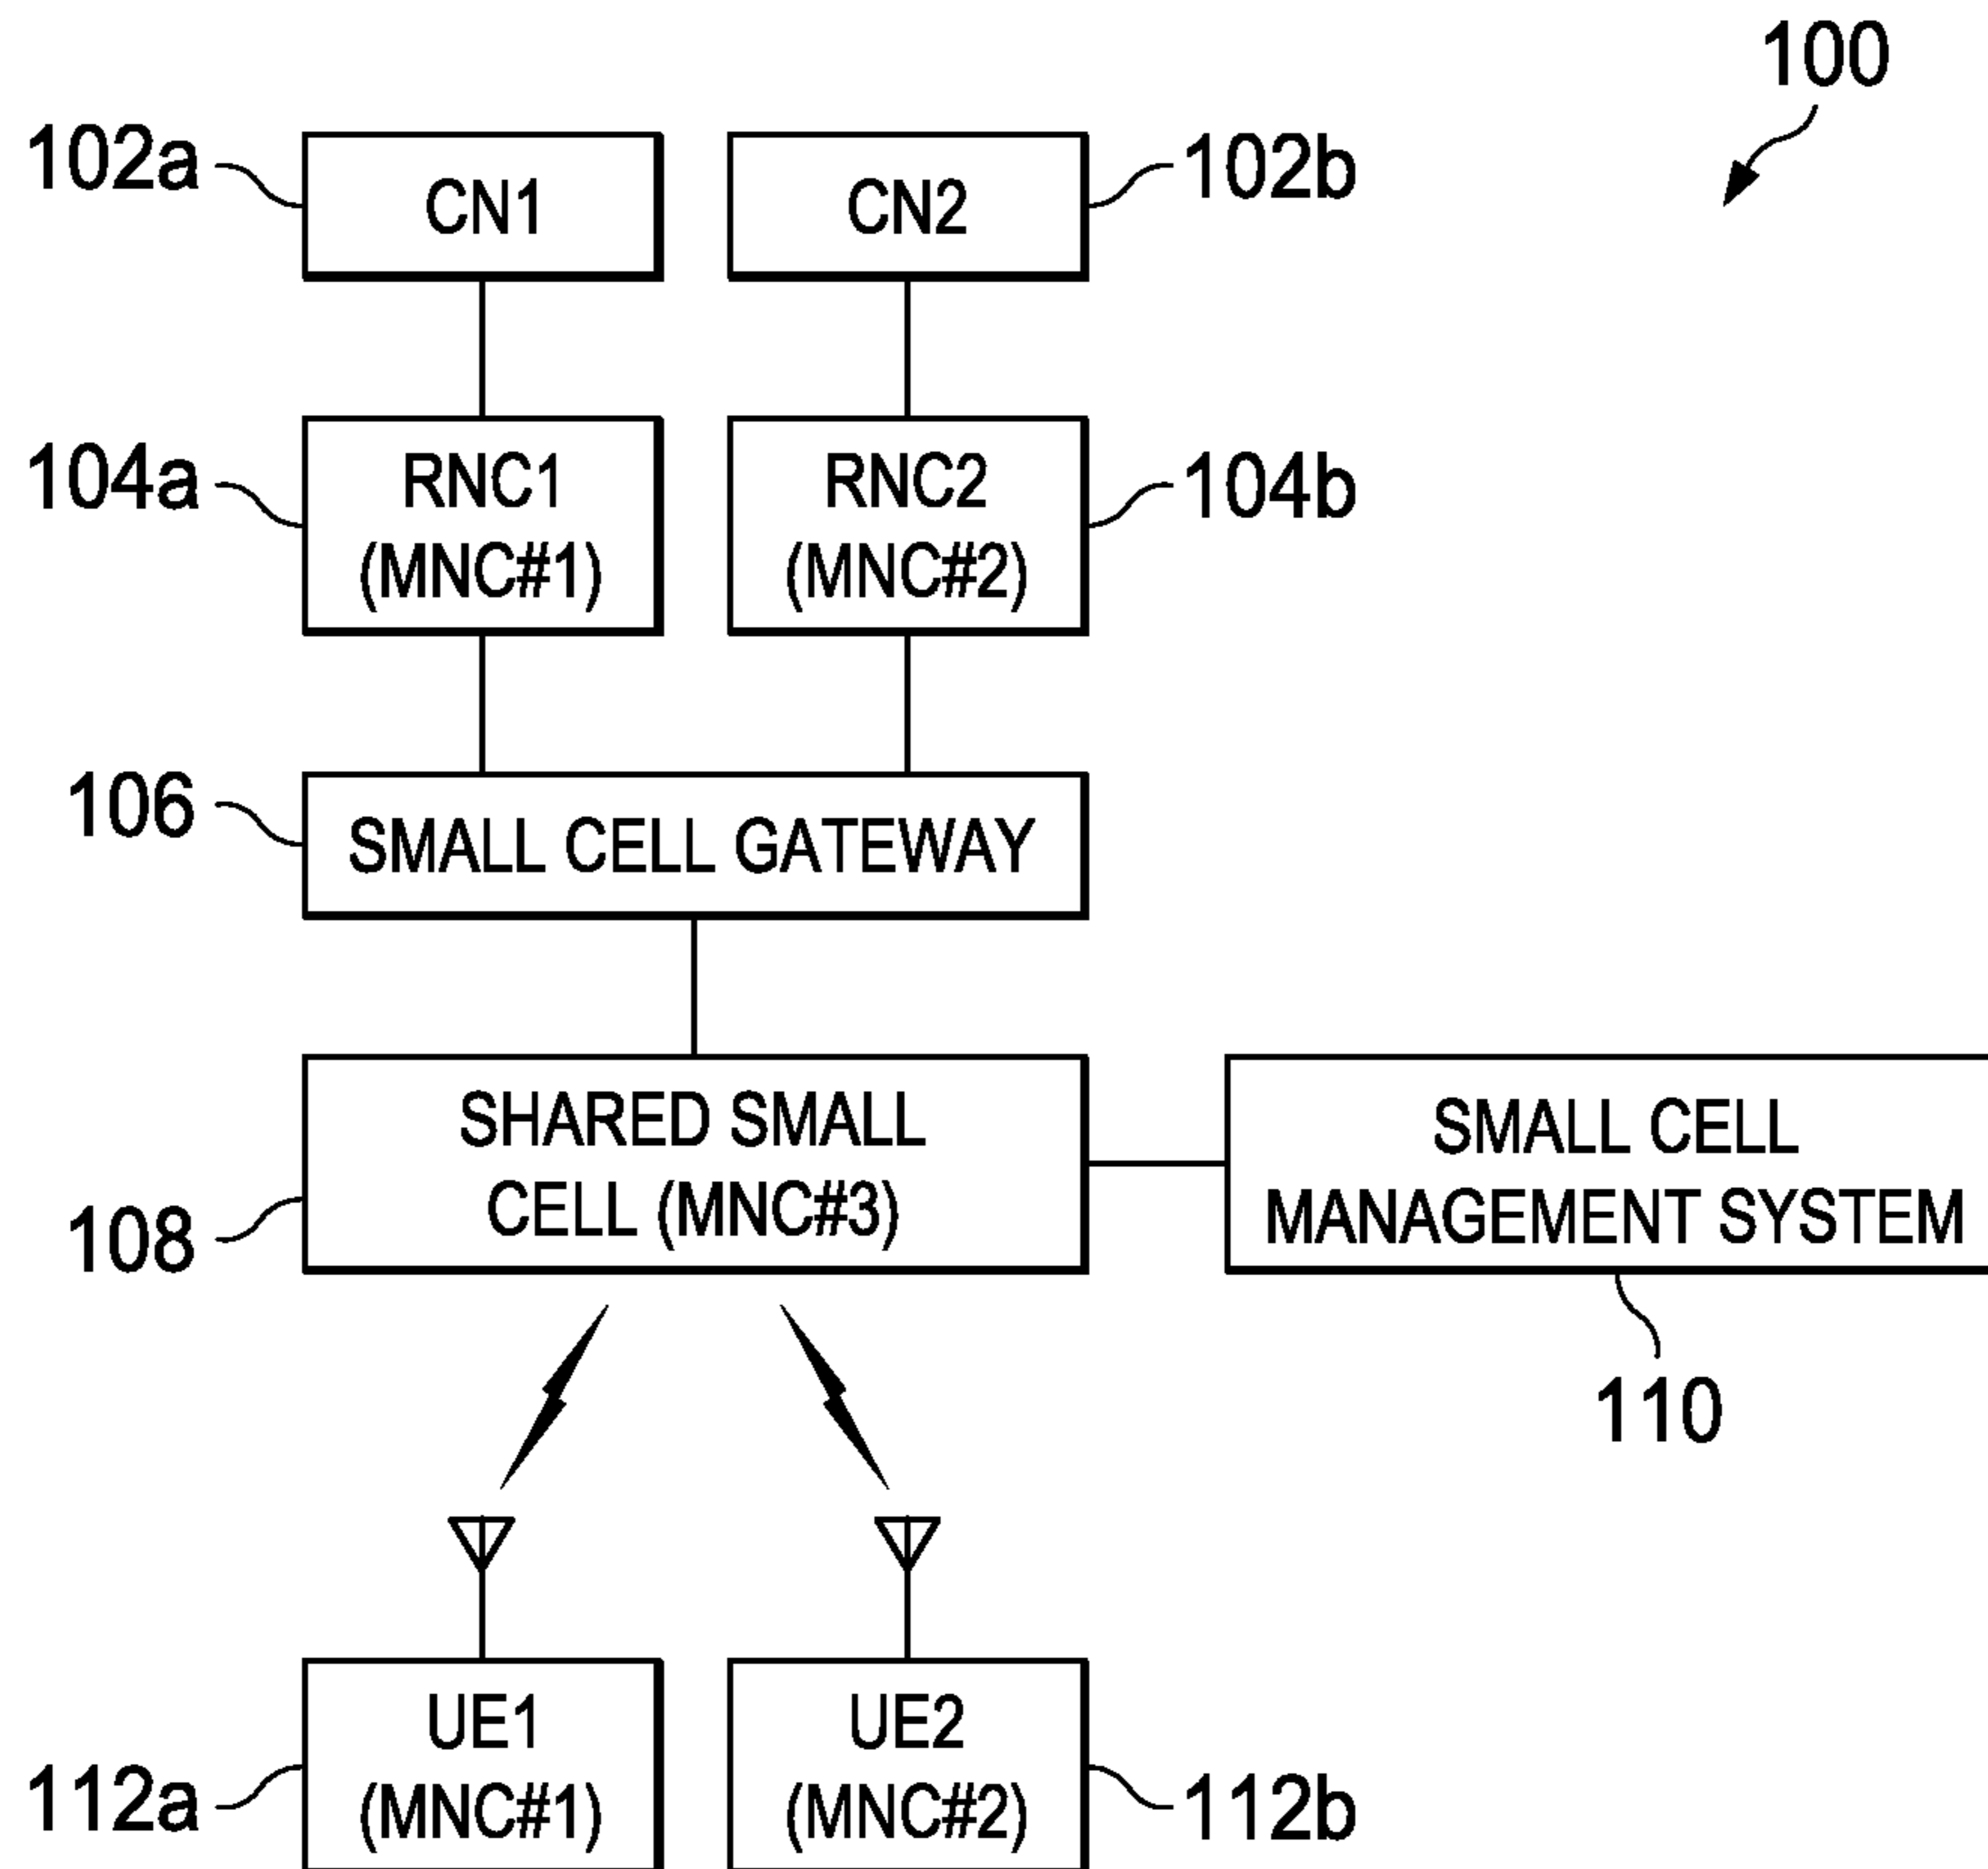 100
102a
CN1
CN2
102b
104a
RNC1
(MNC#1)
RNC2
(MNC#2)
104b
106
SMALL CELL GATEWAY
108
SHARED SMALL
CELL (MNC#3)
SMALL CELL
MANAGEMENT SYSTEM
110
112a
UE1
(MNC#1)
UE2
(MNC#2)
112b